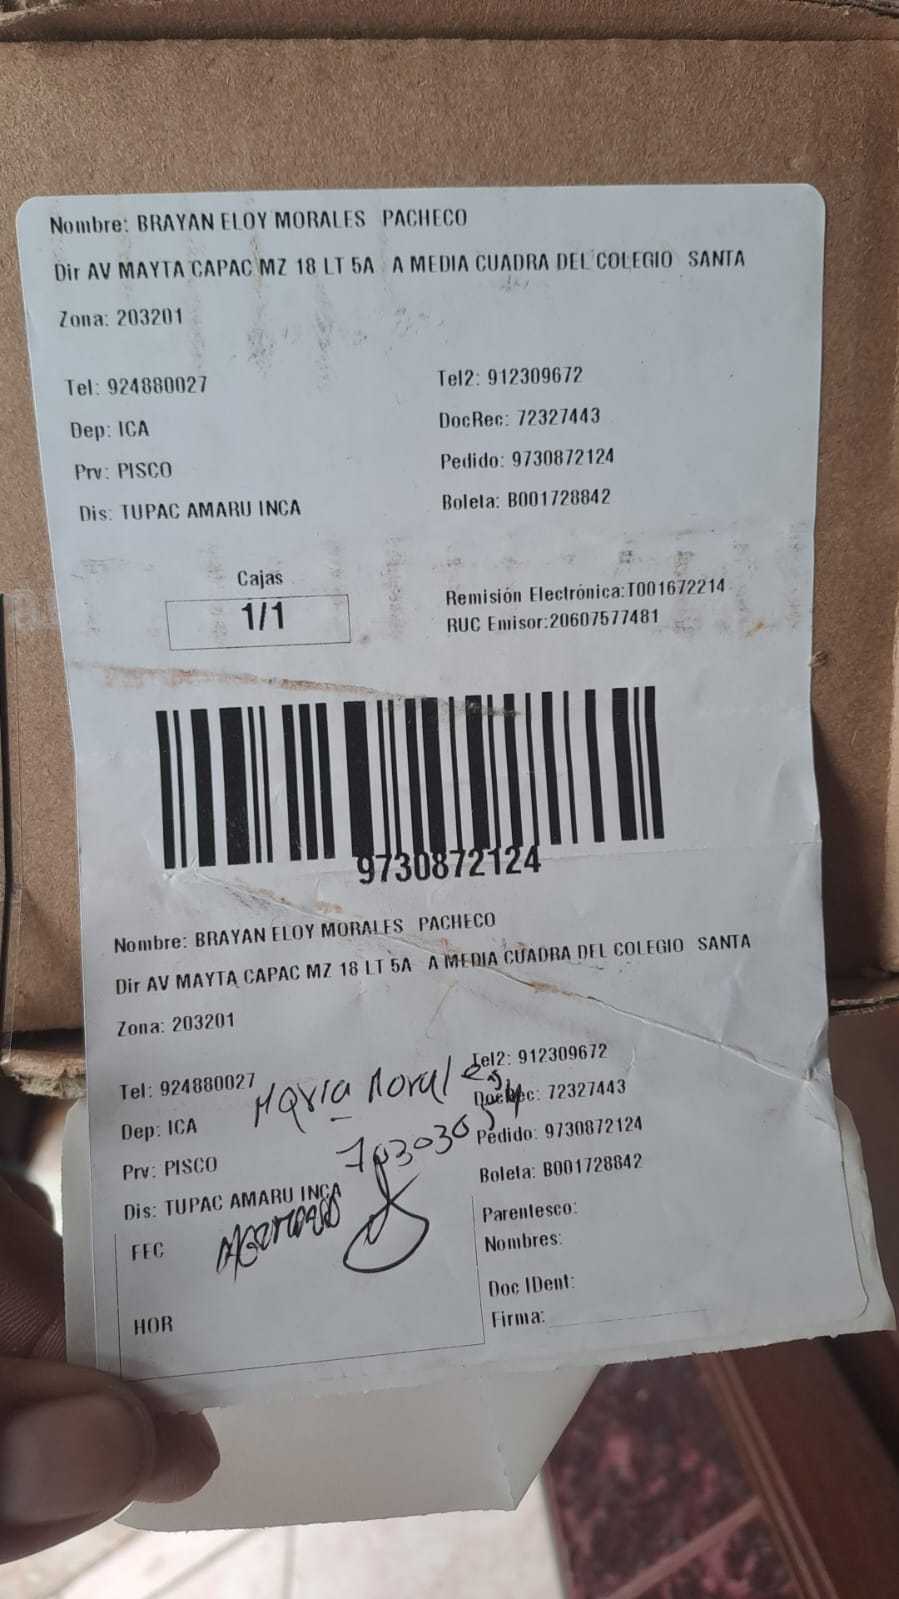 Nombre: BRAYAN ELOY MORALES PACHECO
Dir AV MAYTA CAPAC MZ 18 LT 5A A MEDIA CUADRA DEL COLEGIO SANTA
Zona: 203201
Tel: 924880027 Tel2: 912309672
Dep: ICA DocRec: 72327443
Prv: PISCO Pedido: 9730872124
Dis: TUPAC AMARU INCA Boleta: B001728842
Cajas
1/1
Remisión Electrónica:T001672214
RUC Emisor:20607577481
9730872124
Nombre: BRAYAN ELOY MORALES PACHECO
Dir AV MAYTA CAPAC MZ 18 LT 5A A MEDIA CUADRA DEL COLEGIO SANTA
Zona: 203201
Tel: 924880027 Tel2: 912309672
Maria Morales
Dep: ICA DocRec: 72327443
Prv: PISCO Pedido: 9730872124
Dis: TUPAC AMARU INCA Boleta: B001728842
FEC Parentesco:
Nombres:
Doc IDent:
HOR Firma: